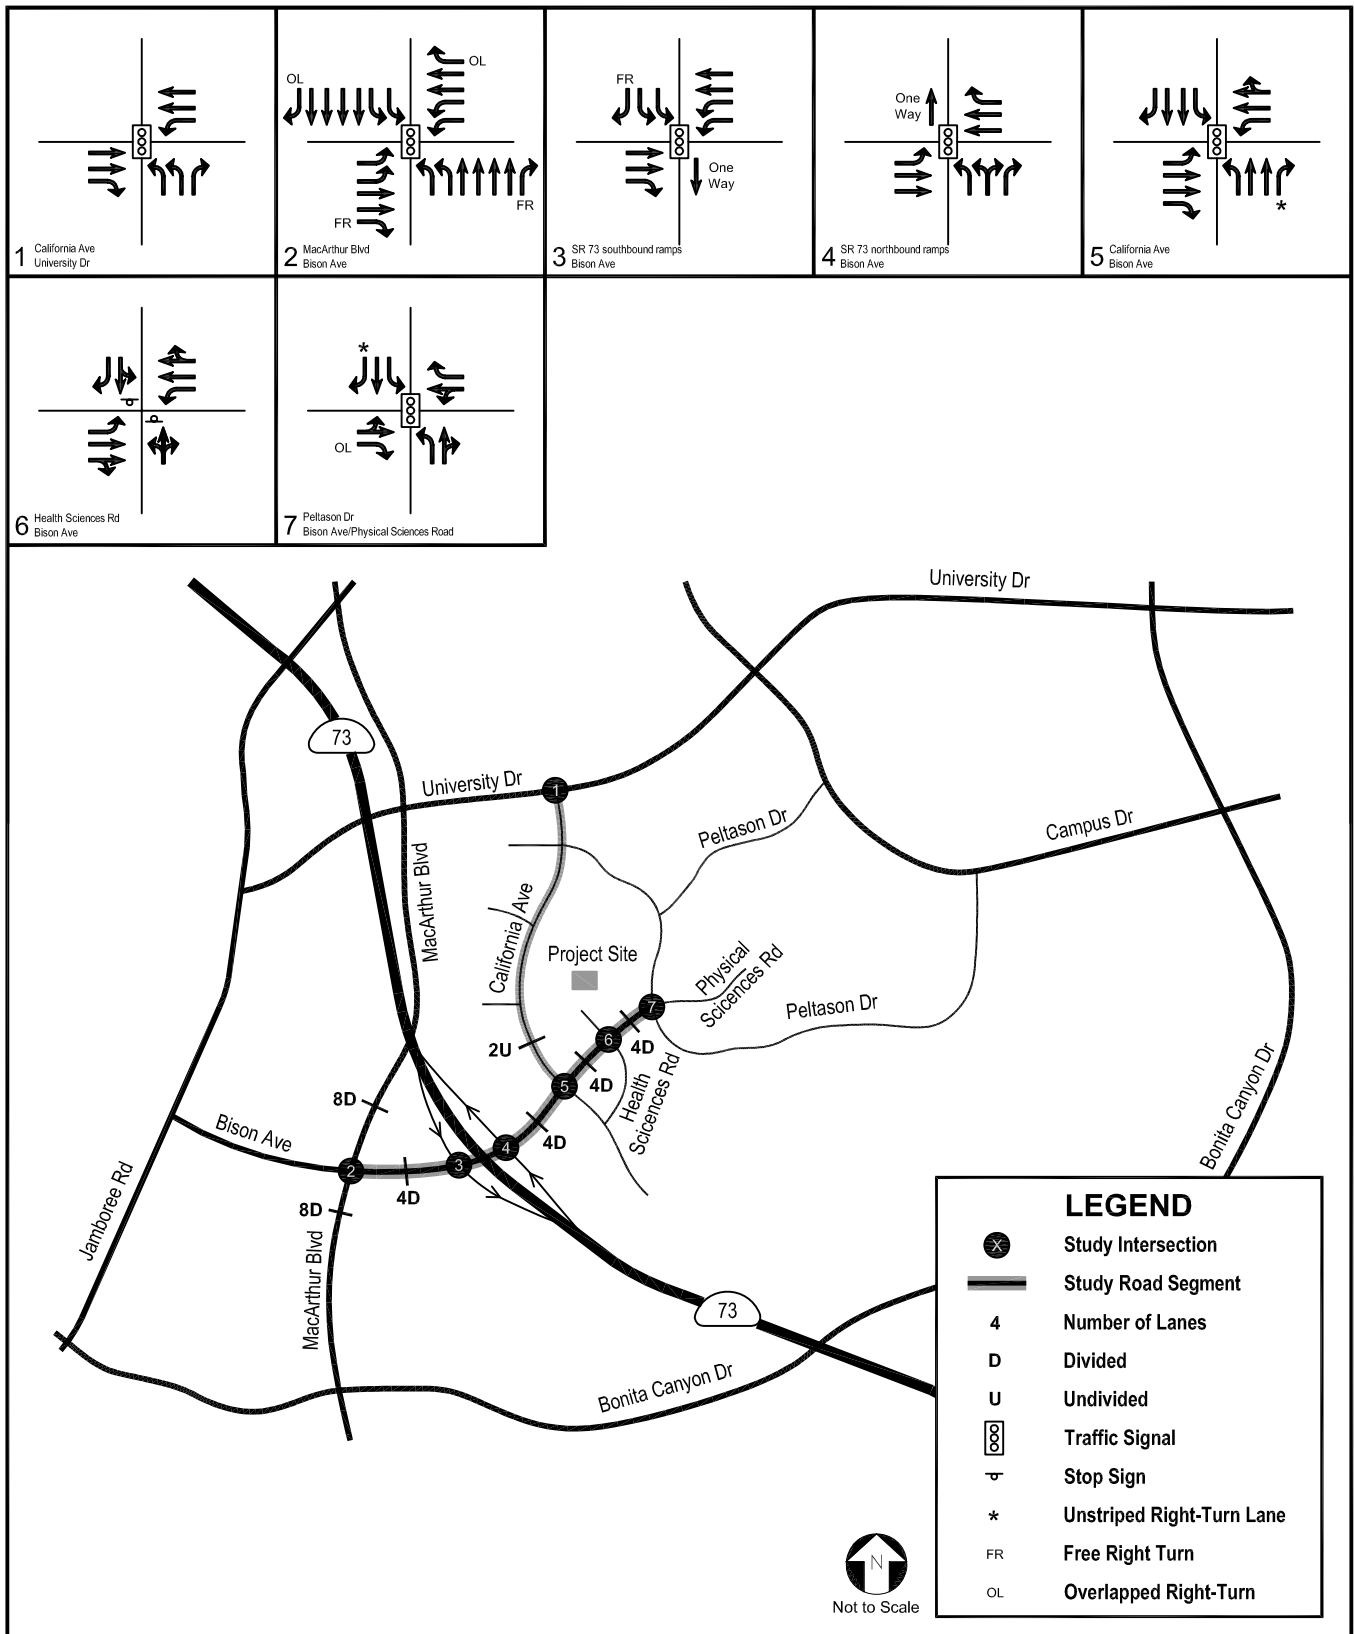 1
California Ave
University Dr
OL
OL
FR
FR
2
MacArthur Blvd
Bison Ave
FR
One
Way
3
SR 73 southbound ramps
Bison Ave
One
Way
4
SR 73 northbound ramps
Bison Ave
*
5
California Ave
Bison Ave
6
Health Sciences Rd
Bison Ave
*
OL
7
Peltason Dr
Bison Ave/Physical Sciences Road
University Dr
73
University Dr
1
Peltason Dr
Campus Dr
MacArthur Blvd
California Ave
Project Site
Physical
Scicences Rd
Peltason Dr
7
6
4D
2U
5
4D
Health
Scicences Rd
8D
Bison Ave
4
4D
3
2
4D
8D
Jamboree Rd
MacArthur Blvd
Bonita Canyon Dr
73
Bonita Canyon Dr
LEGEND
X
Study Intersection
Study Road Segment
4
Number of Lanes
D
Divided
U
Undivided
Traffic Signal
Stop Sign
*
Unstriped Right-Turn Lane
FR
Free Right Turn
OL
Overlapped Right-Turn
N
Not to Scale